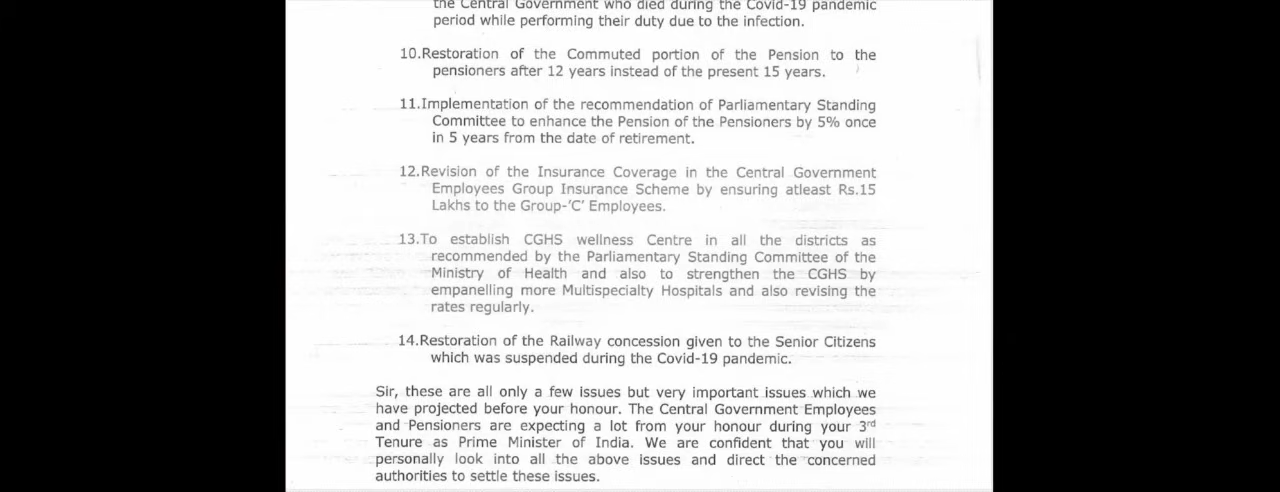 the Central Government who died during the Covid-19 pandemic
period while performing their duty due to the infection.
10.Restoration of the Commuted portion of the Pension to the
pensioners after 12 years instead of the present 15 years.
11.Implementation of the recommendation of Parliamentary Standing
Committee to enhance the Pension of the Pensioners by 5% once
in 5 years from the date of retirement.
12.Revision of the Insurance Coverage in the Central Government
Employees Group Insurance Scheme by ensuring atleast Rs.15
Lakhs to the Group-'C' Employees.
13.To establish CGHS wellness Centre in all the districts as
recommended by the Parliamentary Standing Committee of the
Ministry of Health and also to strengthen the CGHS by
empanelling more Multispecialty Hospitals and also revising the
rates regularly.
14.Restoration of the Railway concession given to the Senior Citizens
which was suspended during the Covid-19 pandemic.
Sir, these are all only a few issues but very important issues which we
have projected before your honour. The Central Government Employees
and Pensioners are expecting a lot from your honour during your 3rd
Tenure as Prime Minister of India. We are confident that you will
personally look into all the above issues and direct the concerned
authorities to settle these issues.